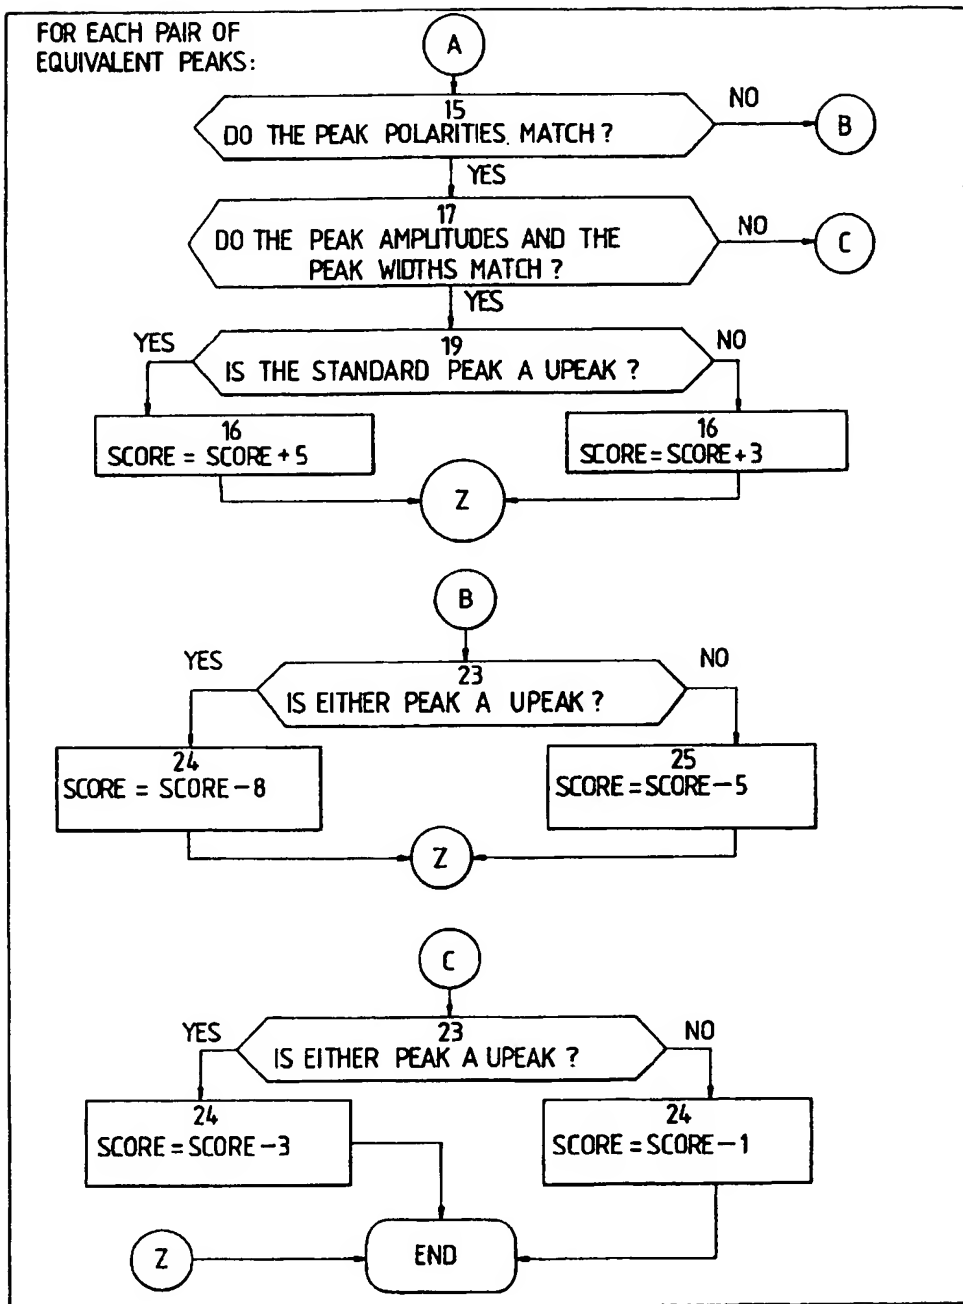 FOR EACH PAIR OF
EQUIVALENT PEAKS:
A
15
DO THE PEAK POLARITIES. MATCH?
NO
B
YES
17
DO THE PEAK AMPLITUDES AND THE
PEAK WIDTHS MATCH?
NO
C
YES
YES
19
IS THE STANDARD PEAK A UPEAK?
NO
16
SCORE = SCORE+5
16
SCORE=SCORE+3
Z
B
YES
23
IS EITHER PEAK A UPEAK?
NO
24
SCORE = SCORE-8
25
SCORE=SCORE-5
Z
C
YES
23
IS EITHER PEAK A UPEAK?
NO
24
SCORE=SCORE-3
24
SCORE=SCORE-1
Z
END